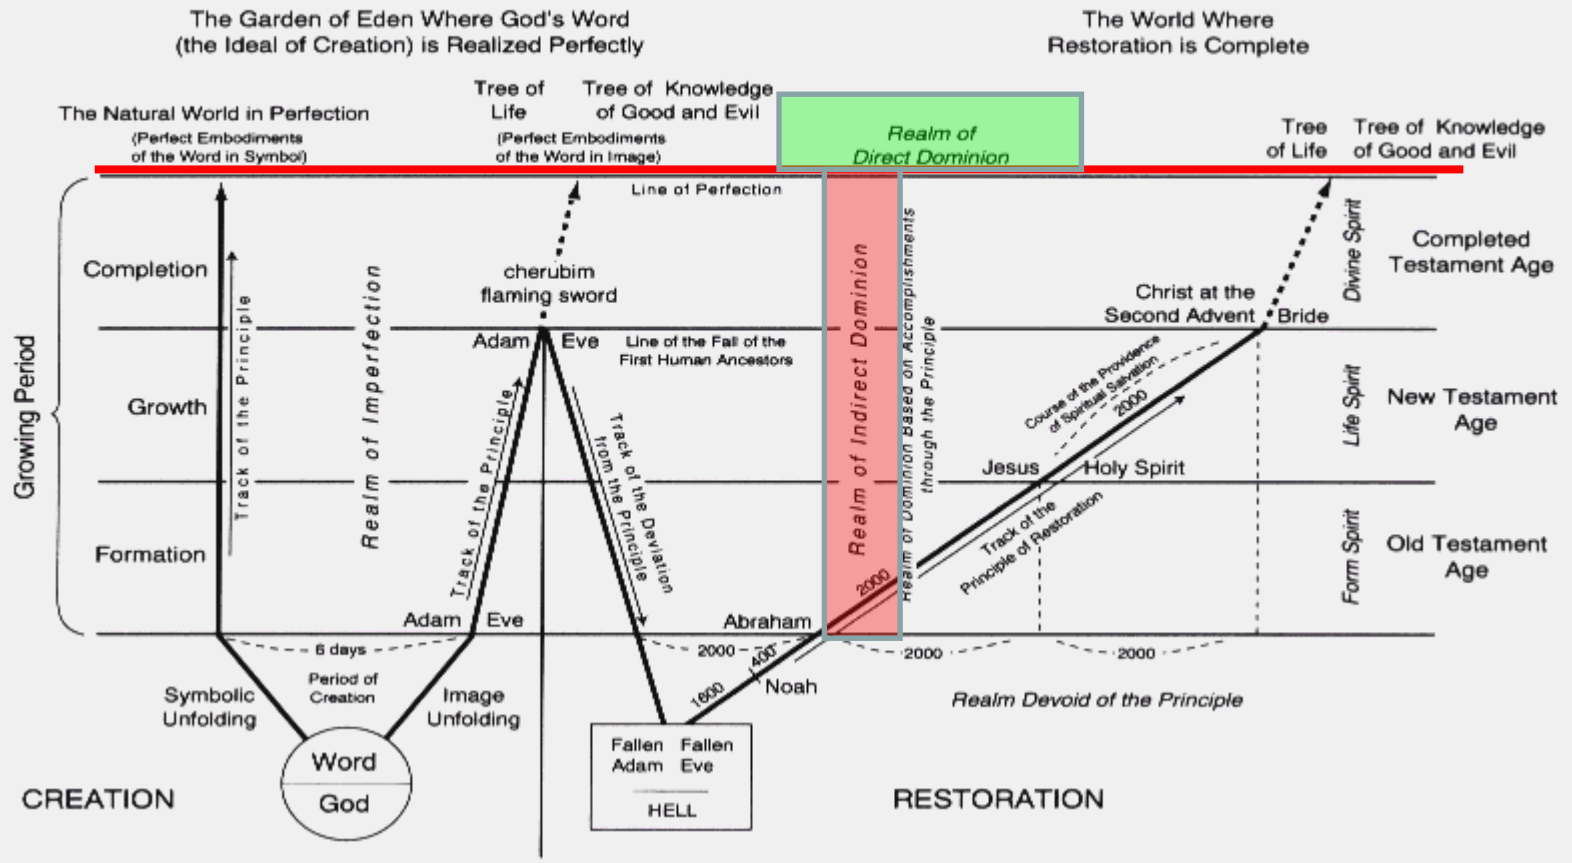 The Garden of Eden Where God's Word
(the Ideal of Creation) is Realized Perfectly
The World Where
Restoration is Complete
The Natural World in Perfection
(Perfect Embodiments
of the Word in Symbol)
Tree of
Life
Tree of Knowledge
of Good and Evil
(Perfect Embodiments
of the Word in Image)
Realm of
Direct Dominion
Tree
of Life
Tree of Knowledge
of Good and Evil
Line of Perfection
Growing Period
Completion
Growth
Formation
Track of the Principle
Realm of Imperfection
cherubim
flaming sword
Adam
Eve
Line of the Fall of the
First Human Ancestors
Track of the Principle
Track of the Deviation
from the Principle
Realm of Indirect Dominion
Realm of Dominion Based on Accomplishments
through the Principle
Christ at the
Second Advent
Bride
Course of the Providence
of Spiritual Salvation
2000
Jesus
Holy Spirit
Track of the
Principle of Restoration
2000
Divine Spirit
Life Spirit
Form Spirit
Completed
Testament Age
New Testament
Age
Old Testament
Age
Adam
Eve
Abraham
6 days
Period of
Creation
2000
2000
2000
400
1600
Noah
Symbolic
Unfolding
Image
Unfolding
Realm Devoid of the Principle
Word
God
Fallen
Adam
Fallen
Eve
HELL
CREATION
RESTORATION